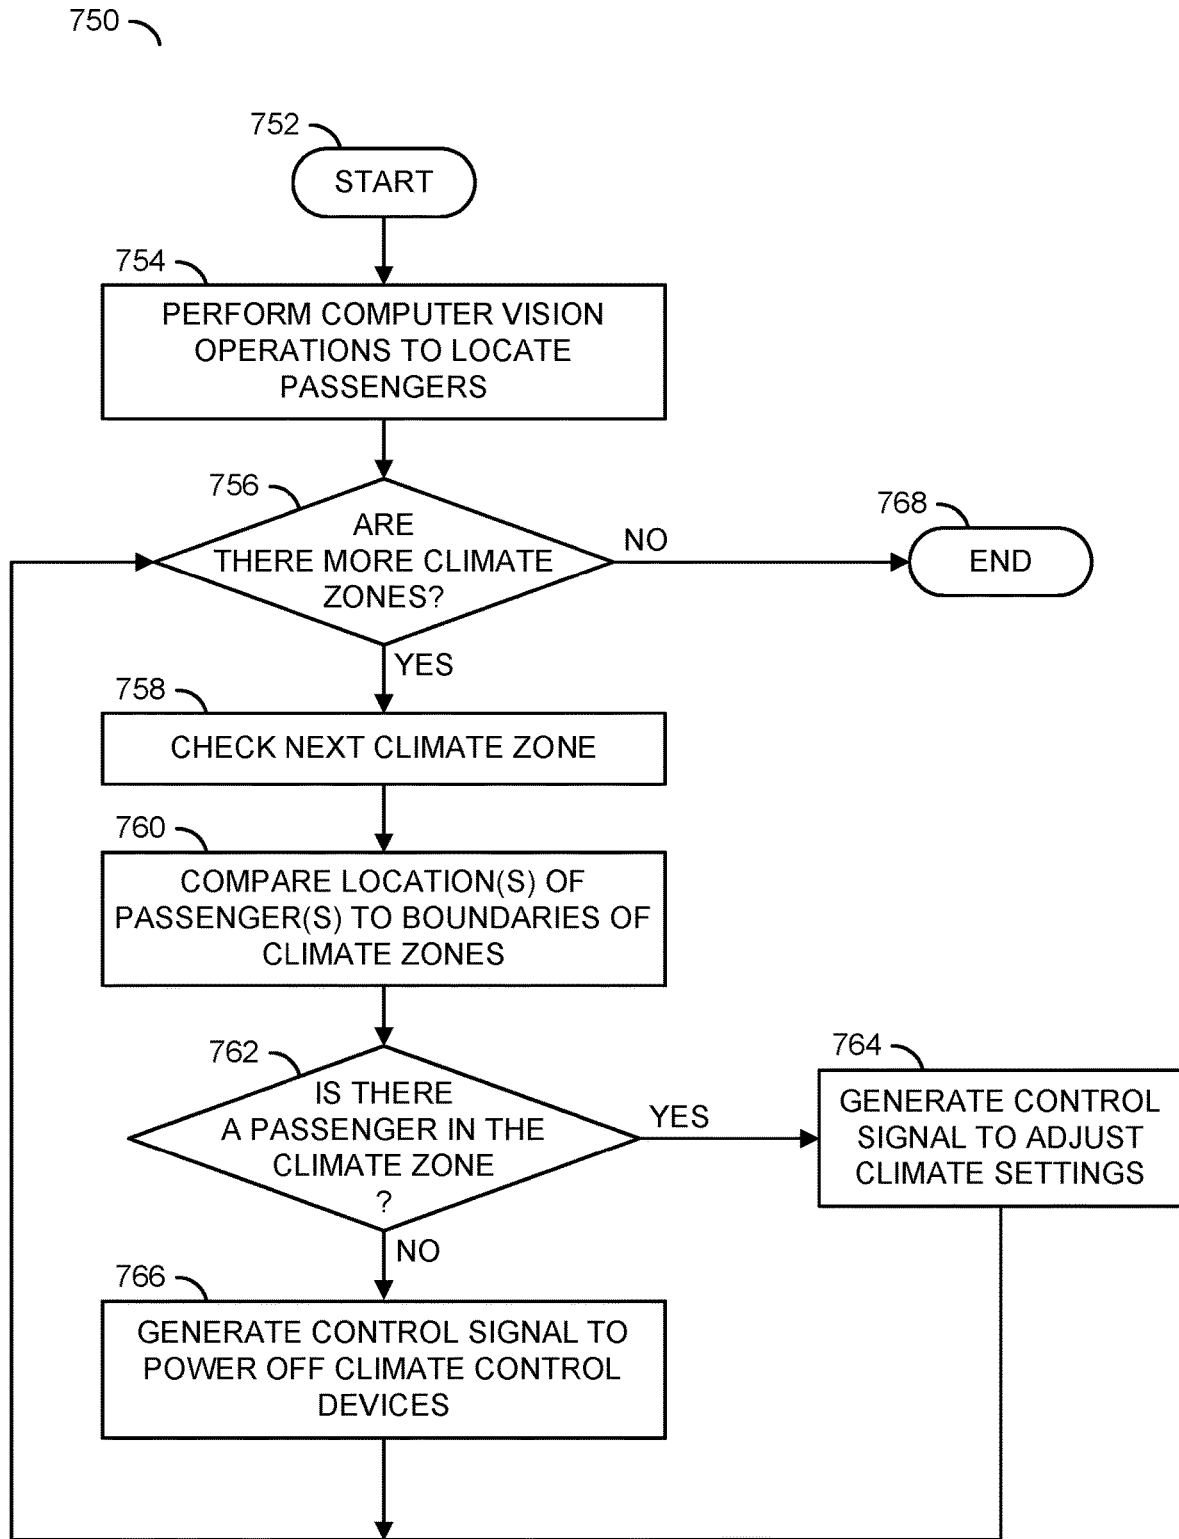 750
752
START
754
PERFORM COMPUTER VISION
OPERATIONS TO LOCATE
PASSENGERS
756
ARE
THERE MORE CLIMATE
ZONES?
NO
768
END
YES
758
CHECK NEXT CLIMATE ZONE
760
COMPARE LOCATION(S) OF
PASSENGER(S) TO BOUNDARIES OF
CLIMATE ZONES
762
IS THERE
A PASSENGER IN THE
CLIMATE ZONE
?
YES
764
GENERATE CONTROL
SIGNAL TO ADJUST
CLIMATE SETTINGS
NO
766
GENERATE CONTROL SIGNAL TO
POWER OFF CLIMATE CONTROL
DEVICES